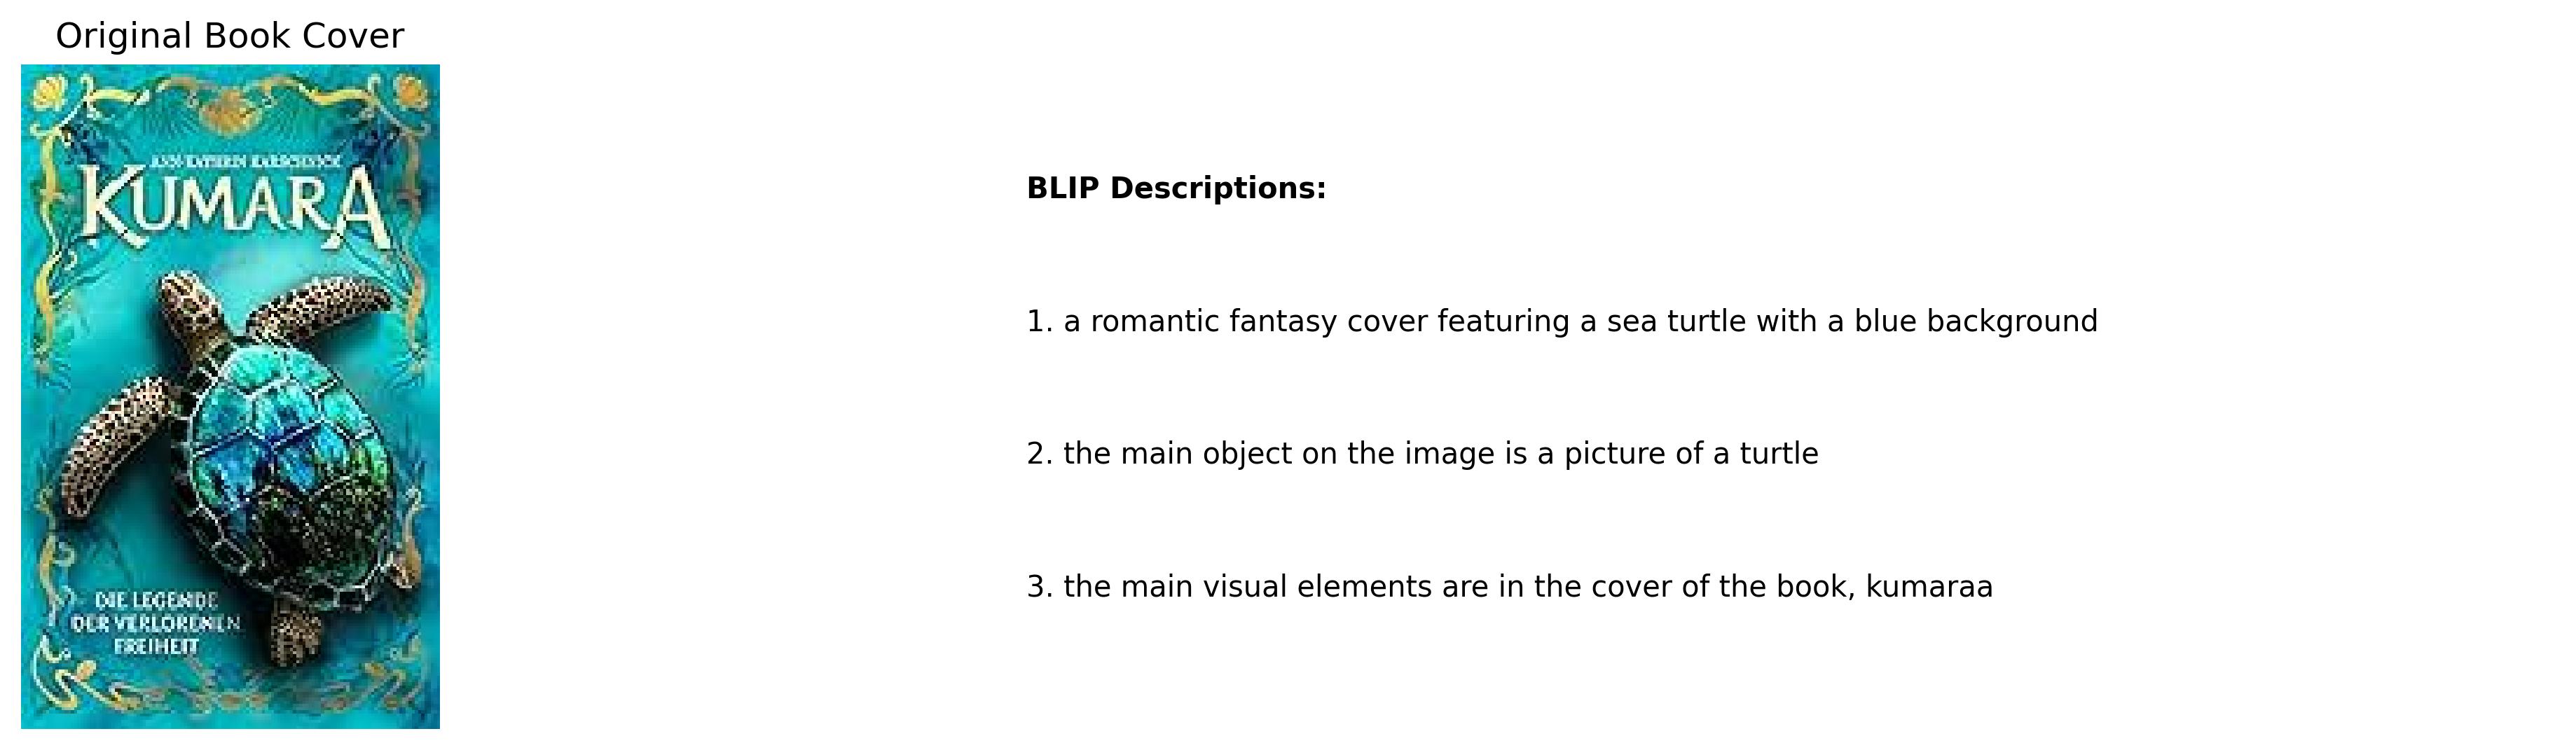 Original Book Cover
KUMARA
DIE LEGENDE
DER VERLORENEN
FREIHEIT
BLIP Descriptions:
1. a romantic fantasy cover featuring a sea turtle with a blue background
2. the main object on the image is a picture of a turtle
3. the main visual elements are in the cover of the book, kumaraa